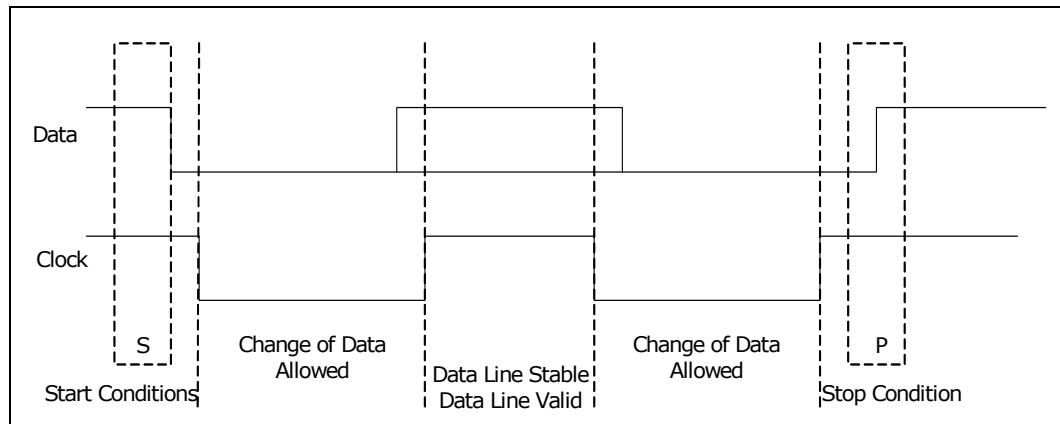 Data
Clock
S
Change of Data
Allowed
Change of Data
Allowed
P
Start Conditions
Data Line Stable
Data Line Valid
Stop Condition